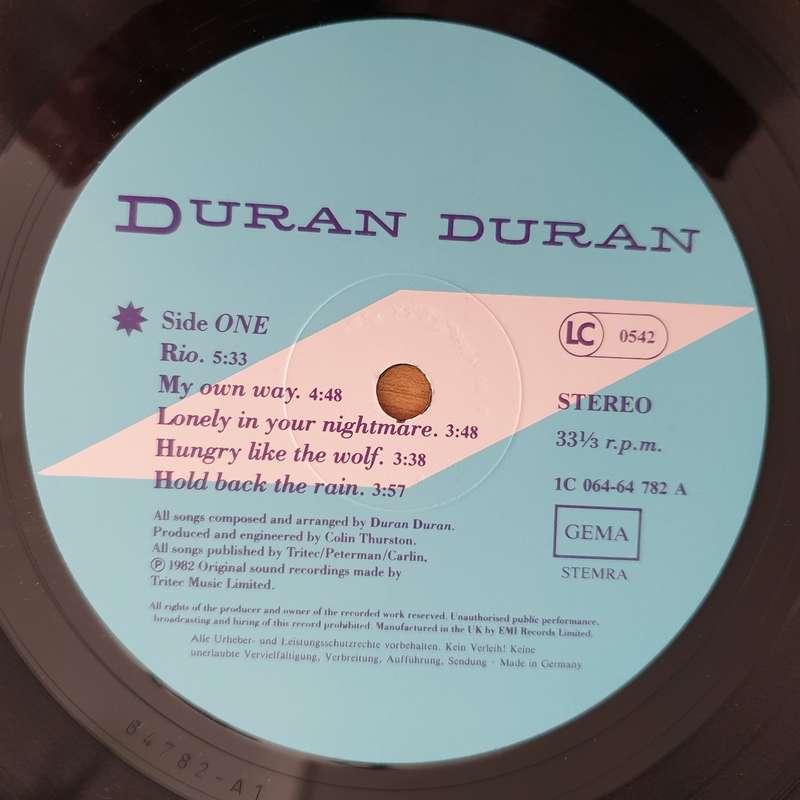 DURAN DURAN
Side ONE
Rio. 5:33
My own way. 4:48
Lonely in your nightmare. 3:48
Hungry like the wolf. 3:38
Hold back the rain. 3:57
LC 0542
STEREO
33⅓ r.p.m.
1C 064-64 782 A
GEMA
STEMRA
All songs composed and arranged by Duran Duran.
Produced and engineered by Colin Thurston.
All songs published by Tritec/Peterman/Carlin,
℗ 1982 Original sound recordings made by
Tritec Music Limited.
All rights of the producer and owner of the recorded work reserved. Unauthorised public performance,
broadcasting and hiring of this record prohibited. Manufactured in the UK by EMI Records Limited.
Alle Urheber- und Leistungsschutzrechte vorbehalten. Kein Verleih! Keine
unerlaubte Vervielfältigung, Verbreitung, Aufführung, Sendung · Made in Germany
64782-A1